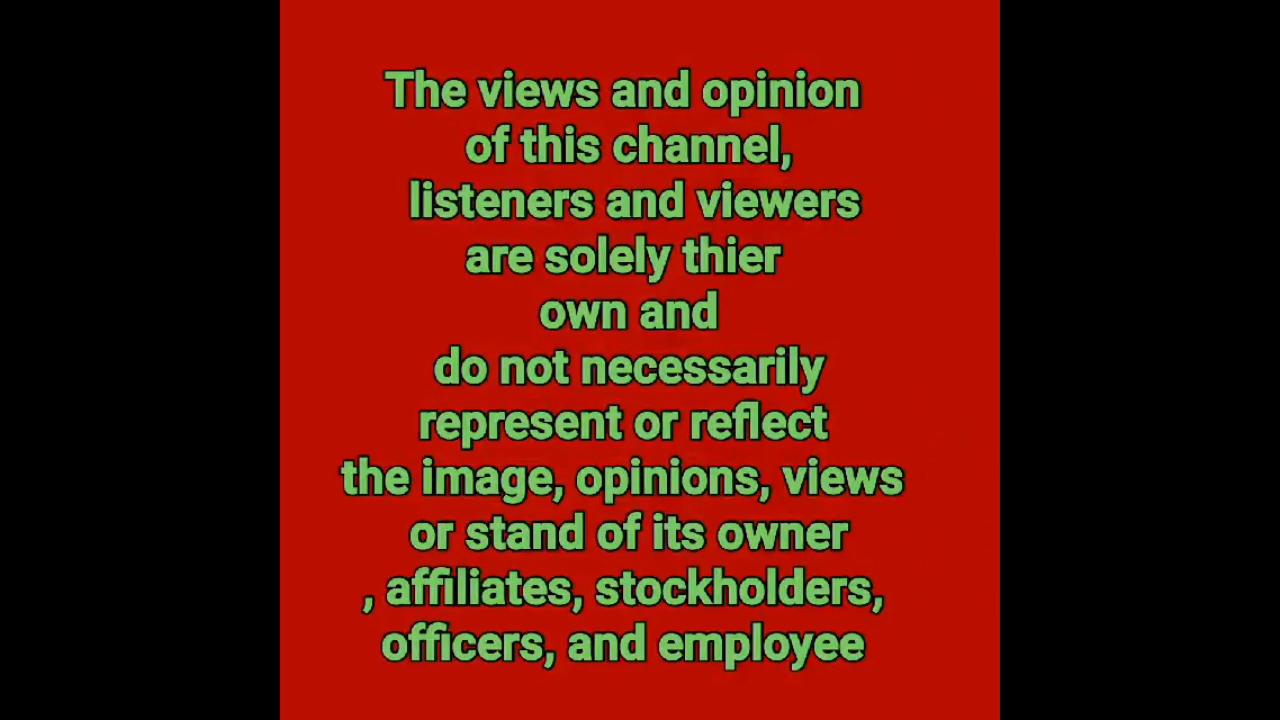 The views and opinion
of this channel,
listeners and viewers
are solely thier
own and
do not necessarily
represent or reflect
the image, opinions, views
or stand of its owner
, affiliates, stockholders,
officers, and employee